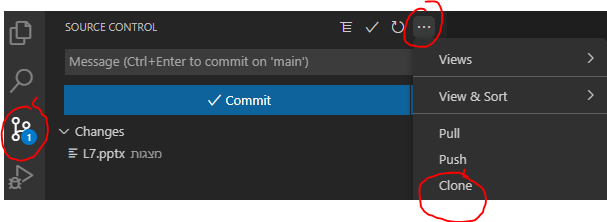 SOURCE CONTROL
Message (Ctrl+Enter to commit on 'main')
Commit
Changes
L7.pptx מצגות
1
Views
View & Sort
Pull
Push
Clone